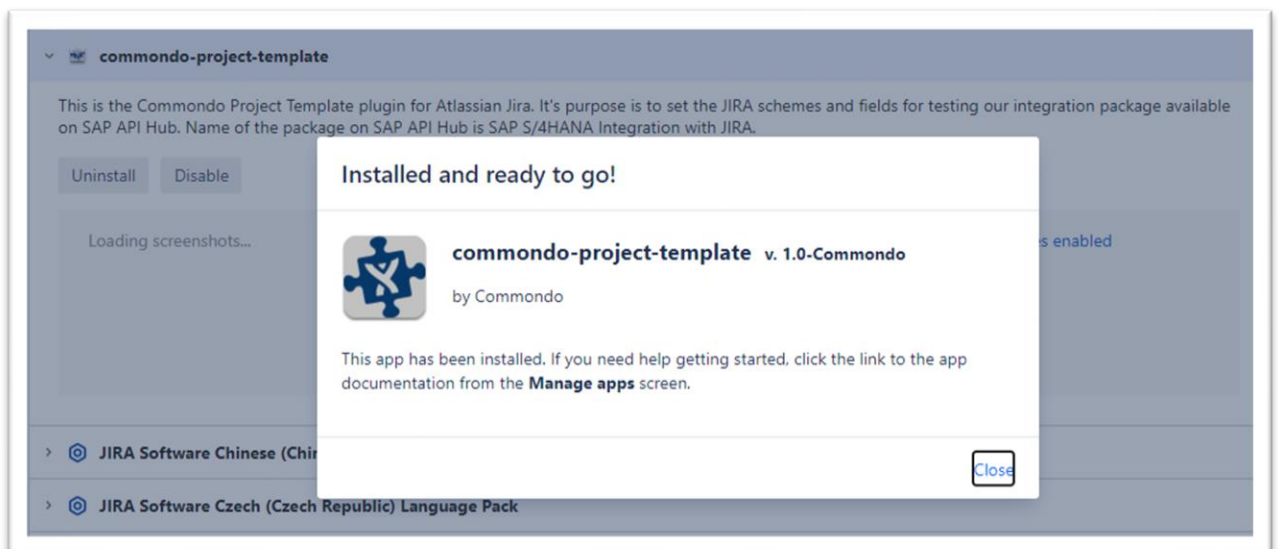 commondo-project-template
This is the Commondo Project Template plugin for Atlassian Jira. It's purpose is to set the JIRA schemes and fields for testing our integration package available
on SAP API Hub. Name of the package on SAP API Hub is SAP S/4HANA Integration with JIRA.
Uninstall Disable
Installed and ready to go!
Loading screenshots...
commondo-project-template v. 1.0-Commondo
enabled
by Commondo
This app has been installed. If you need help getting started, click the link to the app
documentation from the Manage apps screen.
JIRA Software Chinese
Close
JIRA Software Czech (Czech Republic) Language Pack